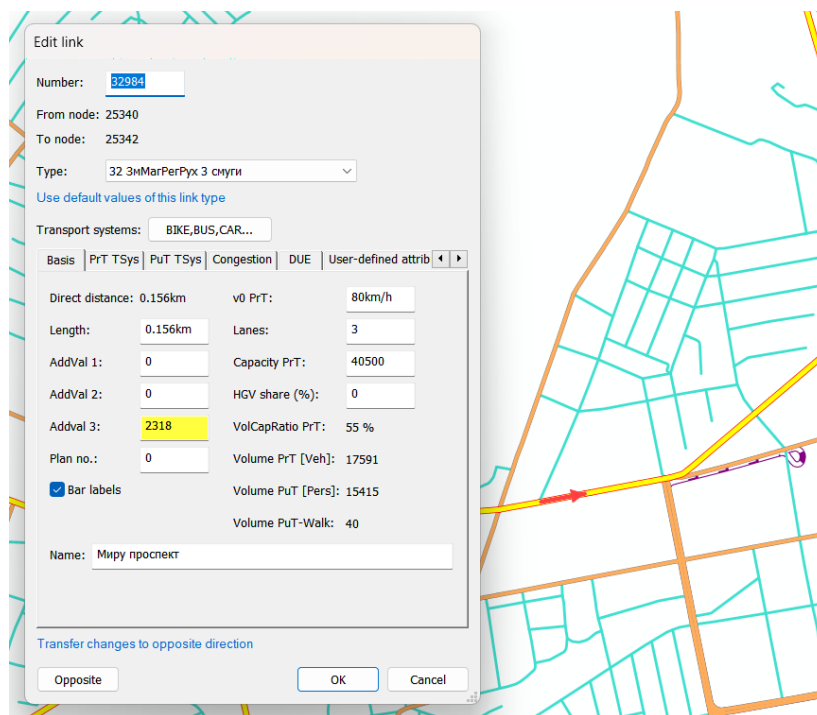 Edit link
Number: 32984
From node: 25340
To node: 25342
Type: 32 ЗмМагРегРух 3 смуги
Use default values of this link type
Transport systems: BIKE,BUS,CAR...
Basis PrT TSys PuT TSys Congestion DUE User-defined attrib
Direct distance: 0.156km v0 PrT: 80km/h
Length: 0.156km Lanes: 3
AddVal 1: 0 Capacity PrT: 40500
AddVal 2: 0 HGV share (%): 0
Addval 3: 2318 VolCapRatio PrT: 55 %
Plan no.: 0 Volume PrT [Veh]: 17591
Bar labels Volume PuT [Pers]: 15415
Volume PuT-Walk: 40
Name: Миру проспект
Transfer changes to opposite direction
Opposite OK Cancel